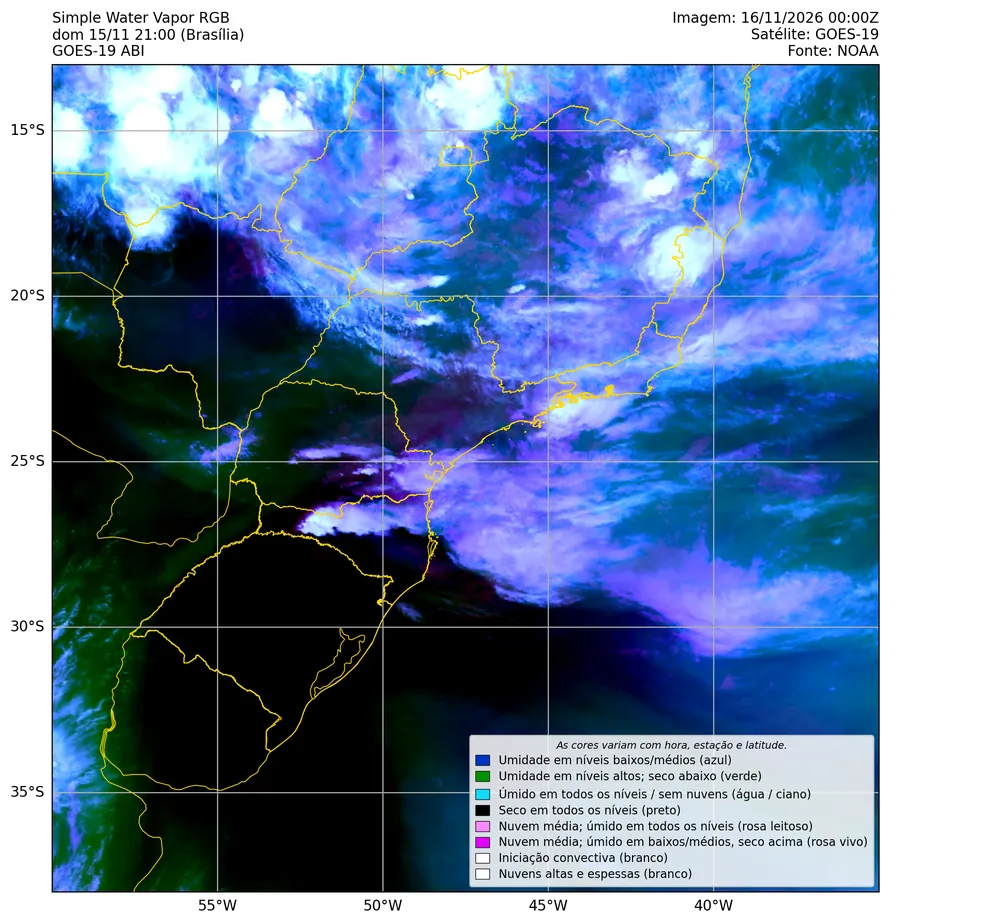 Simple Water Vapor RGB
dom 15/11 21:00 (Brasília)
GOES-19 ABI
Imagem: 16/11/2026 00:00Z
Satélite: GOES-19
Fonte: NOAA
15°S
20°S
25°S
30°S
35°S
55°W
50°W
45°W
40°W
As cores variam com hora, estação e latitude.
Umidade em níveis baixos/médios (azul)
Umidade em níveis altos; seco abaixo (verde)
Úmido em todos os níveis / sem nuvens (água / ciano)
Seco em todos os níveis (preto)
Nuvem média; úmido em todos os níveis (rosa leitoso)
Nuvem média; úmido em baixos/médios, seco acima (rosa vivo)
Iniciação convectiva (branco)
Nuvens altas e espessas (branco)